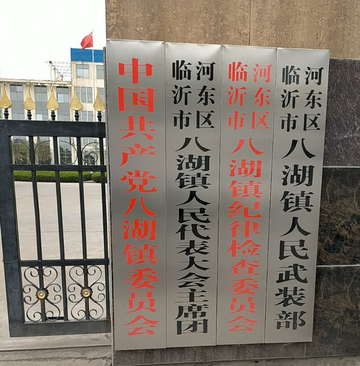 中国共产党八湖镇委员会
临沂市
河东区
八湖镇人民代表大会主席团
临沂市
河东区
八湖镇纪律检查委员会
临沂市
河东区
八湖镇人民武装部